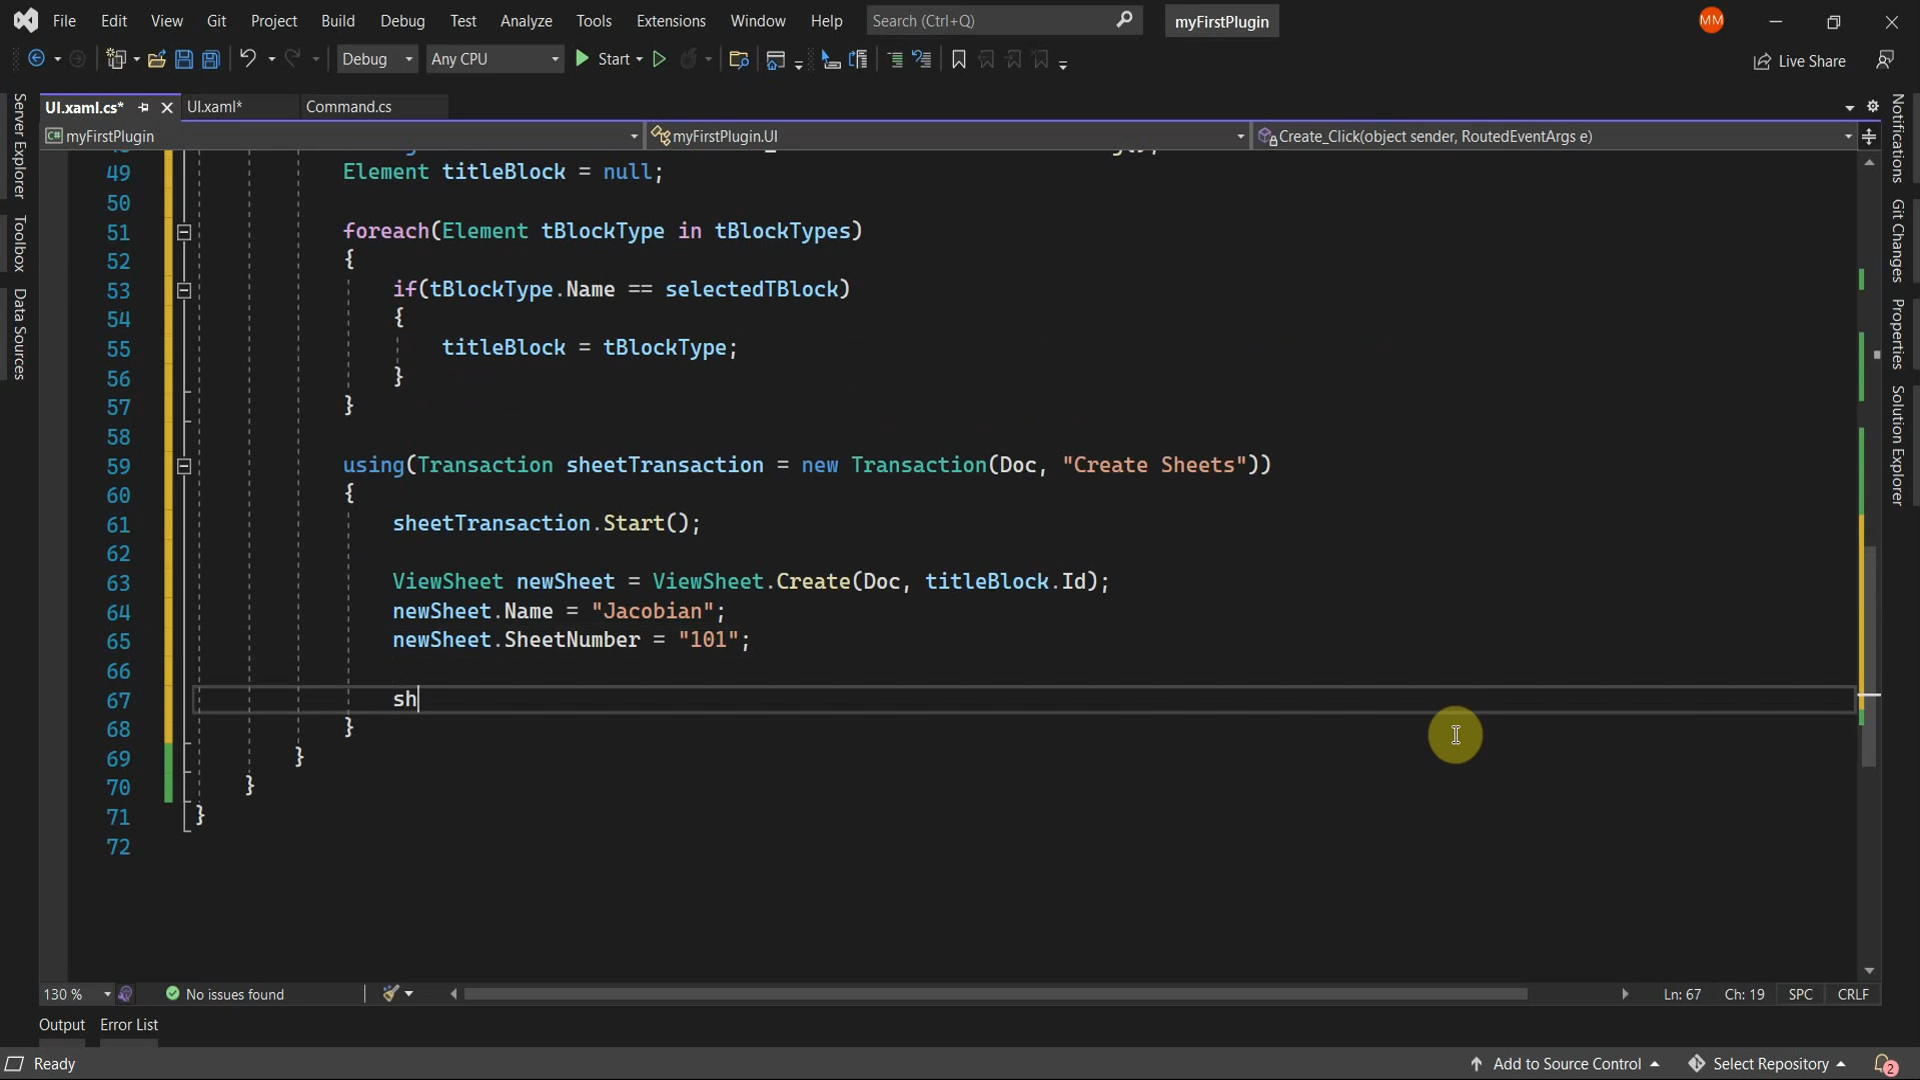 File Edit View Git Project Build Debug Test Analyze Tools Extensions Window Help Search (Ctrl+Q) myFirstPlugin MM
Debug Any CPU Start Live Share
UI.xaml.cs* UI.xaml* Command.cs
myFirstPlugin myFirstPlugin.UI Create_Click(object sender, RoutedEventArgs e)
Server Explorer
Toolbox
Data Sources
49 Element titleBlock = null;
50
51 foreach(Element tBlockType in tBlockTypes)
52 {
53 if(tBlockType.Name == selectedTBlock)
54 {
55 titleBlock = tBlockType;
56 }
57 }
58
59 using(Transaction sheetTransaction = new Transaction(Doc, "Create Sheets"))
60 {
61 sheetTransaction.Start();
62
63 ViewSheet newSheet = ViewSheet.Create(Doc, titleBlock.Id);
64 newSheet.Name = "Jacobian";
65 newSheet.SheetNumber = "101";
66
67 sh
68 }
69 }
70 }
71 }
72
Notifications
Git Changes
Properties
Solution Explorer
130 % No issues found Ln: 67 Ch: 19 SPC CRLF
Output Error List
Ready Add to Source Control Select Repository 2